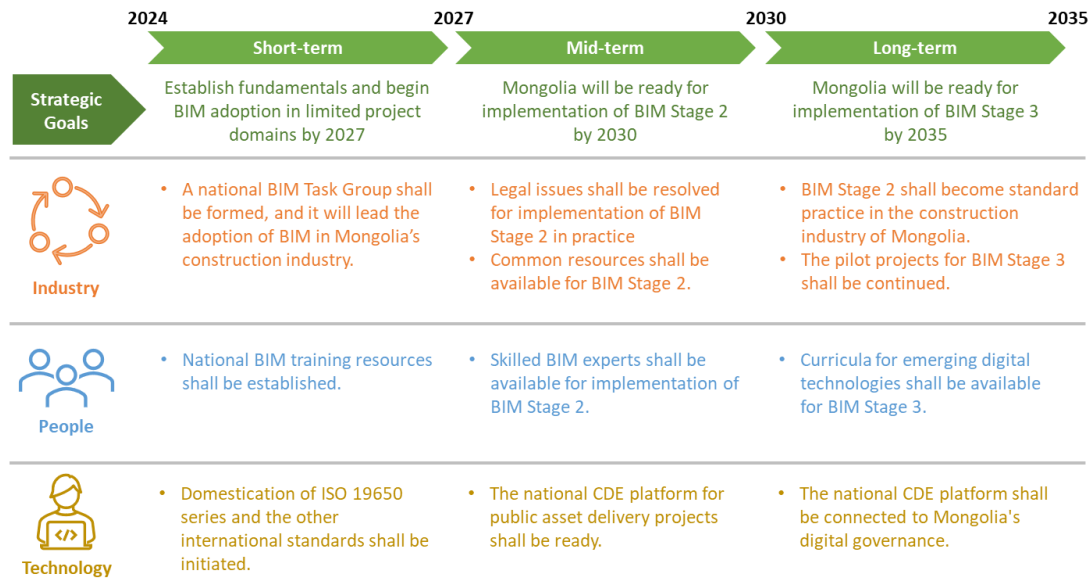 2024 2027 2030 2035
Short-term Mid-term Long-term
Strategic
Goals
Establish fundamentals and begin
BIM adoption in limited project
domains by 2027
Mongolia will be ready for
implementation of BIM Stage 2
by 2030
Mongolia will be ready for
implementation of BIM Stage 3
by 2035
Industry
• A national BIM Task Group shall
be formed, and it will lead the
adoption of BIM in Mongolia’s
construction industry.
• Legal issues shall be resolved
for implementation of BIM
Stage 2 in practice
• Common resources shall be
available for BIM Stage 2.
• BIM Stage 2 shall become standard
practice in the construction
industry of Mongolia.
• The pilot projects for BIM Stage 3
shall be continued.
People
• National BIM training resources
shall be established.
• Skilled BIM experts shall be
available for implementation of
BIM Stage 2.
• Curricula for emerging digital
technologies shall be available
for BIM Stage 3.
</>
Technology
• Domestication of ISO 19650
series and the other
international standards shall be
initiated.
• The national CDE platform for
public asset delivery projects
shall be ready.
• The national CDE platform shall
be connected to Mongolia's
digital governance.